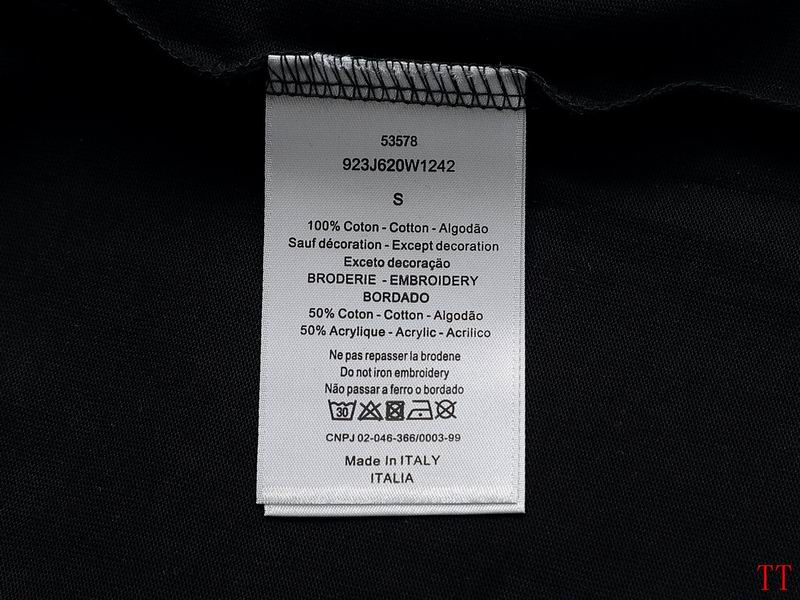 53578
923J620W1242
S
100% Coton - Cotton - Algodão
Sauf décoration - Except decoration
Exceto decoração
BRODERIE - EMBROIDERY
BORDADO
50% Coton - Cotton - Algodão
50% Acrylique - Acrylic - Acrilico
Ne pas repasser la brodene
Do not iron embroidery
Não passar a ferro o bordado
30
CNPJ 02-046-366/0003-99
Made In ITALY
ITALIA
TT